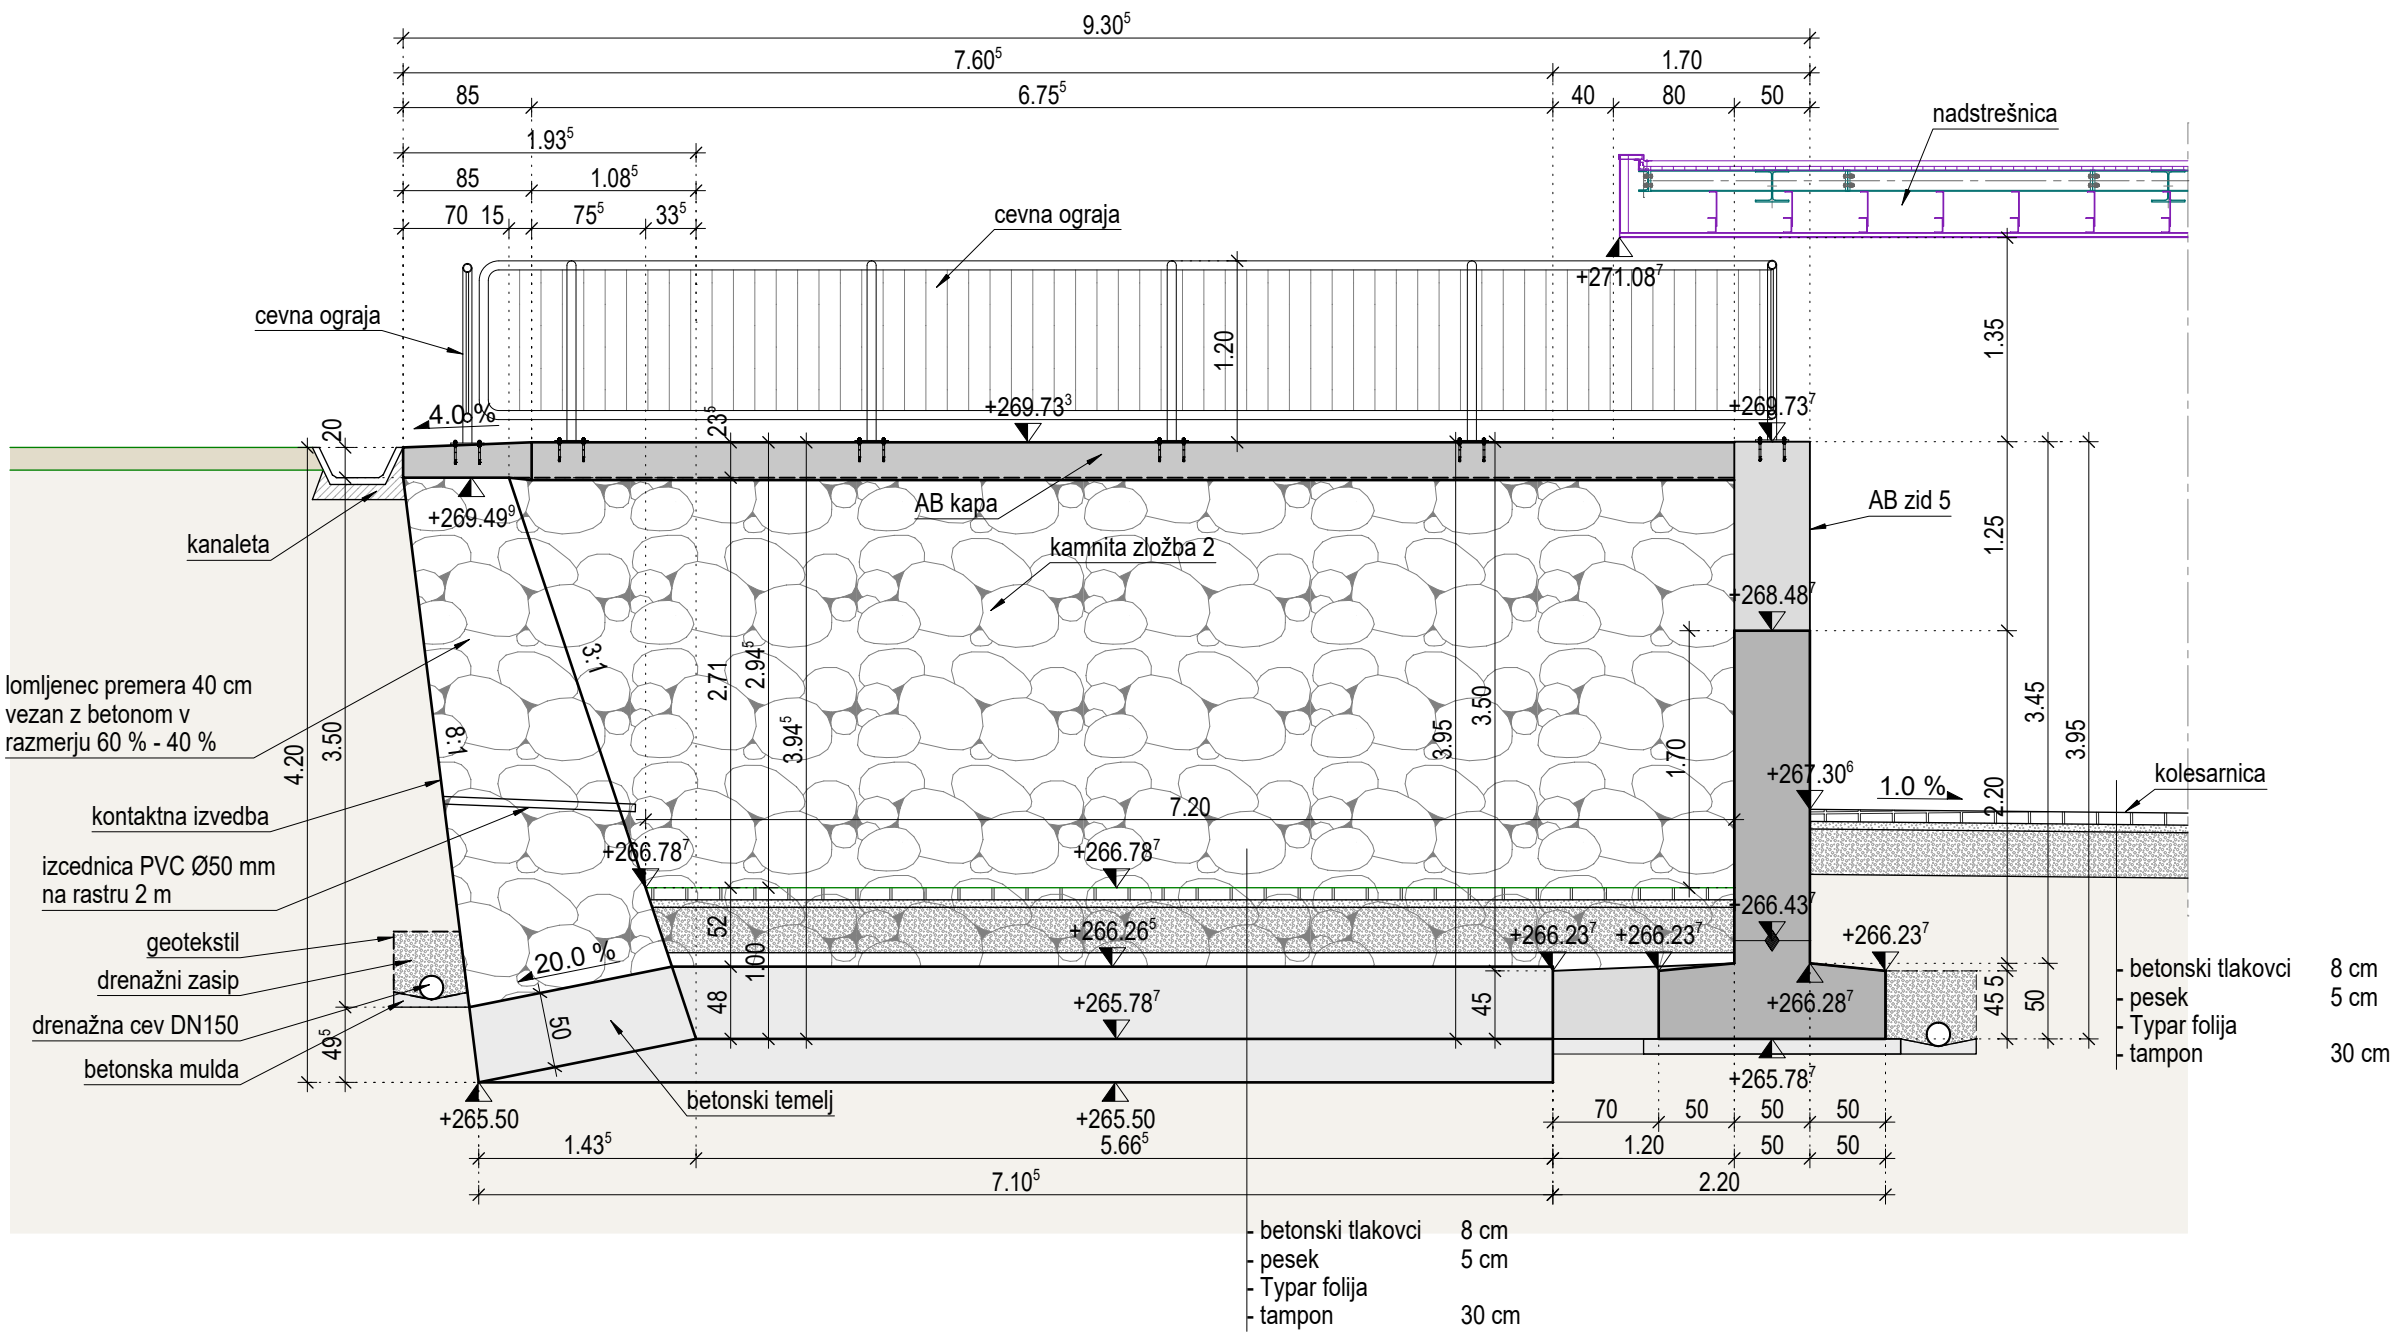 9.30⁵
7.60⁵ 1.70
85 6.75⁵ 40 80 50
nadstrešnica
1.93⁵
85 1.08⁵
70 15 75⁵ 33⁵
cevna ograja
+271.08⁷
cevna ograja
1.20
1.35
4.0 %
20
23⁵
+269.73³
+269.73⁷
+269.49⁹
AB kapa
AB zid 5
kanaleta
kamnita zložba 2
1.25
+268.48⁷
lomljenec premera 40 cm
vezan z betonom v
razmerju 60 % - 40 %
3:1
8:1
4.20
3.50
2.71
2.94⁵
3.94⁵
3.95
3.50
1.70
3.45
3.95
2.20
+267.30⁶
1.0 %
kolesarnica
7.20
kontaktna izvedba
izcednica PVC Ø50 mm
na rastru 2 m
+266.78⁷
+266.78⁷
geotekstil
drenažni zasip
drenažna cev DN150
betonska mulda
20.0 %
50
52
1.00
48
49⁵
+266.26⁵
+266.43⁷
+266.23⁷
+266.23⁷
+266.23⁷
+265.78⁷
+266.28⁷
45
45 5
50
- betonski tlakovci 8 cm
- pesek 5 cm
- Typar folija
- tampon 30 cm
+265.78⁷
betonski temelj
+265.50
+265.50
70 50 50 50
1.43⁵ 5.66⁵ 1.20 50 50
7.10⁵ 2.20
- betonski tlakovci 8 cm
- pesek 5 cm
- Typar folija
- tampon 30 cm